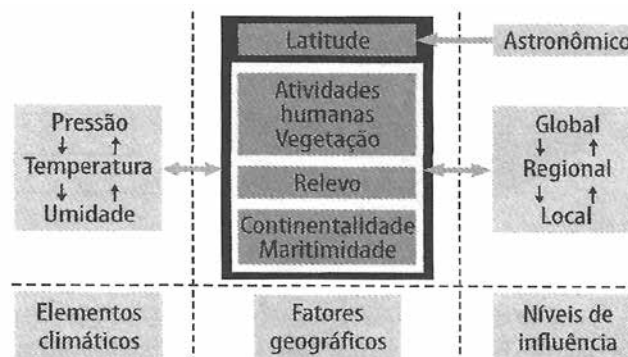 Latitude
Astronômico
Atividades
humanas
Vegetação
Pressão
Temperatura
Umidade
Relevo
Continentalidade
Maritimidade
Global
Regional
Local
Elementos
climáticos
Fatores
geográficos
Níveis de
influência